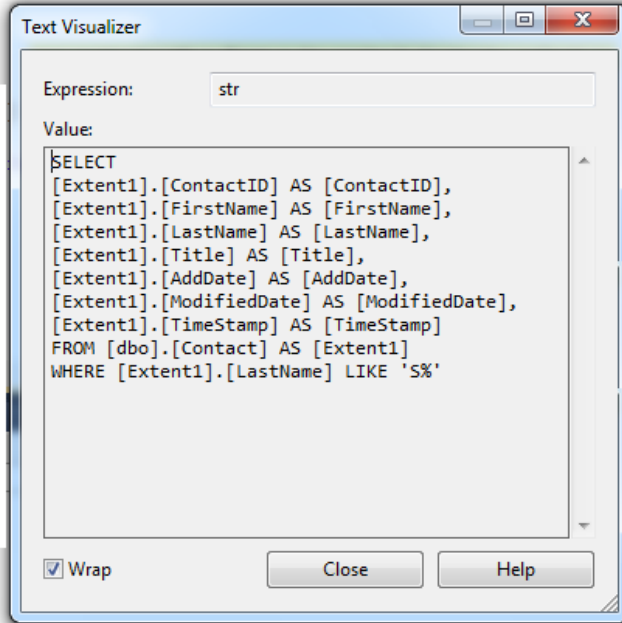 Text Visualizer
Expression: str
Value:
SELECT
[Extent1].[ContactID] AS [ContactID],
[Extent1].[FirstName] AS [FirstName],
[Extent1].[LastName] AS [LastName],
[Extent1].[Title] AS [Title],
[Extent1].[AddDate] AS [AddDate],
[Extent1].[ModifiedDate] AS [ModifiedDate],
[Extent1].[TimeStamp] AS [TimeStamp]
FROM [dbo].[Contact] AS [Extent1]
WHERE [Extent1].[LastName] LIKE 'S%'
Wrap Close Help